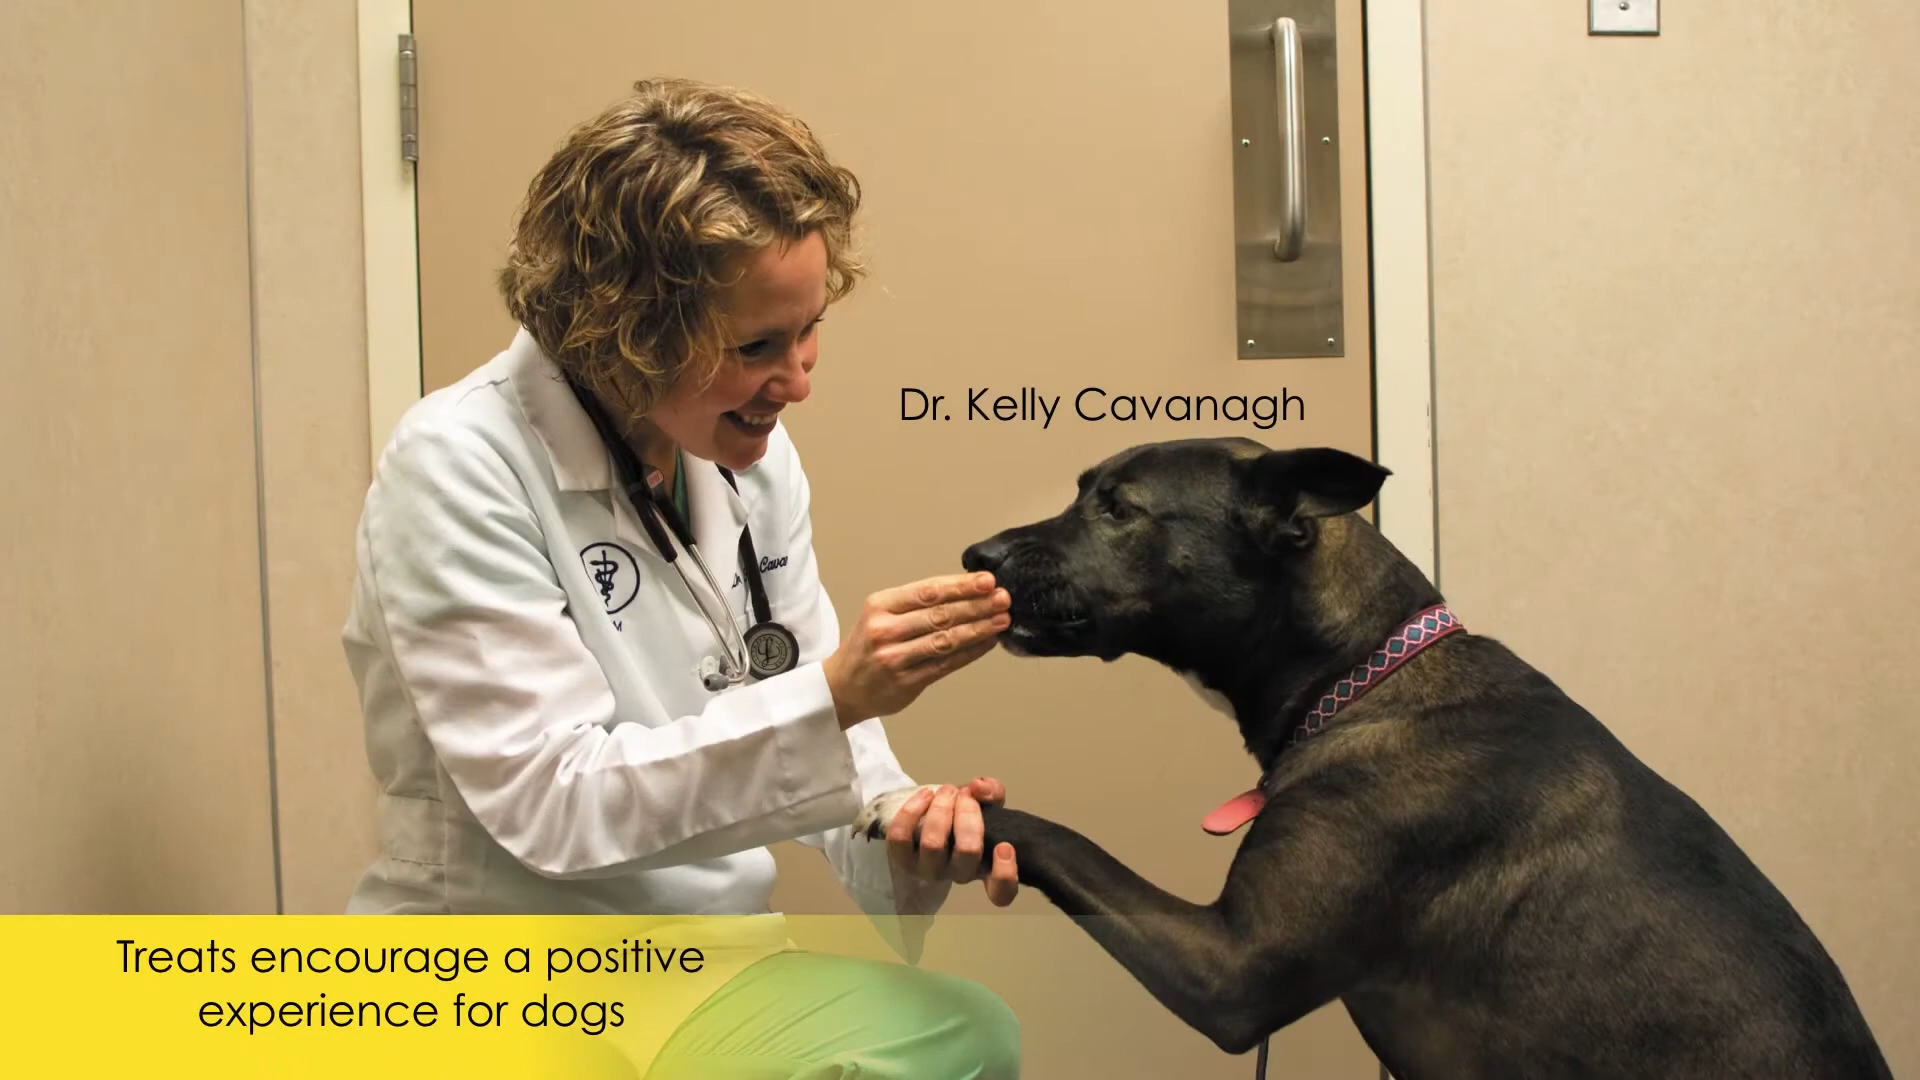 Dr. Kelly Cavanagh
Treats encourage a positive
experience for dogs